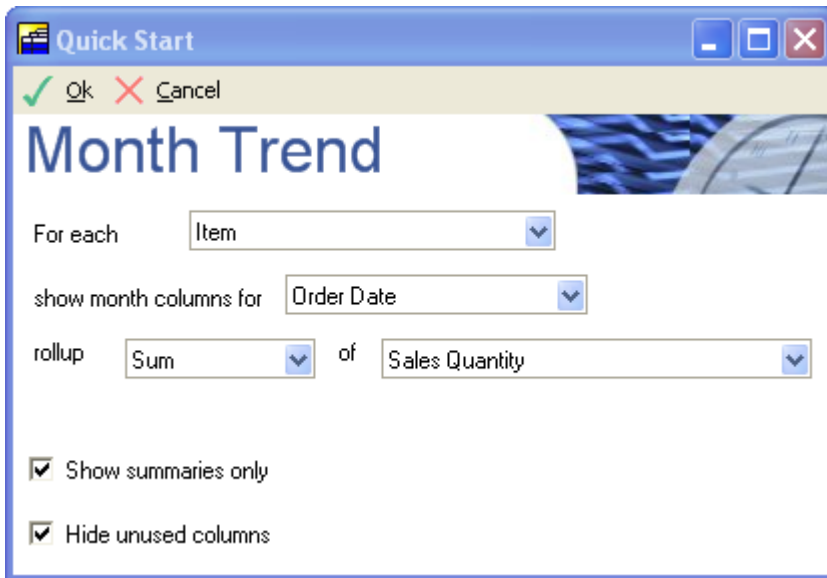 Quick Start
Ok Cancel
Month Trend
For each Item
show month columns for Order Date
rollup Sum of Sales Quantity
Show summaries only
Hide unused columns